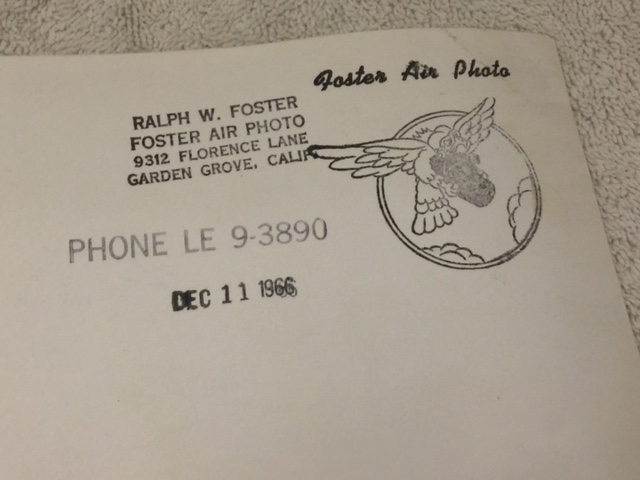 Foster Air Photo
RALPH W. FOSTER
FOSTER AIR PHOTO
9312 FLORENCE LANE
GARDEN GROVE, CALIF
PHONE LE 9-3890
DEC 11 1966